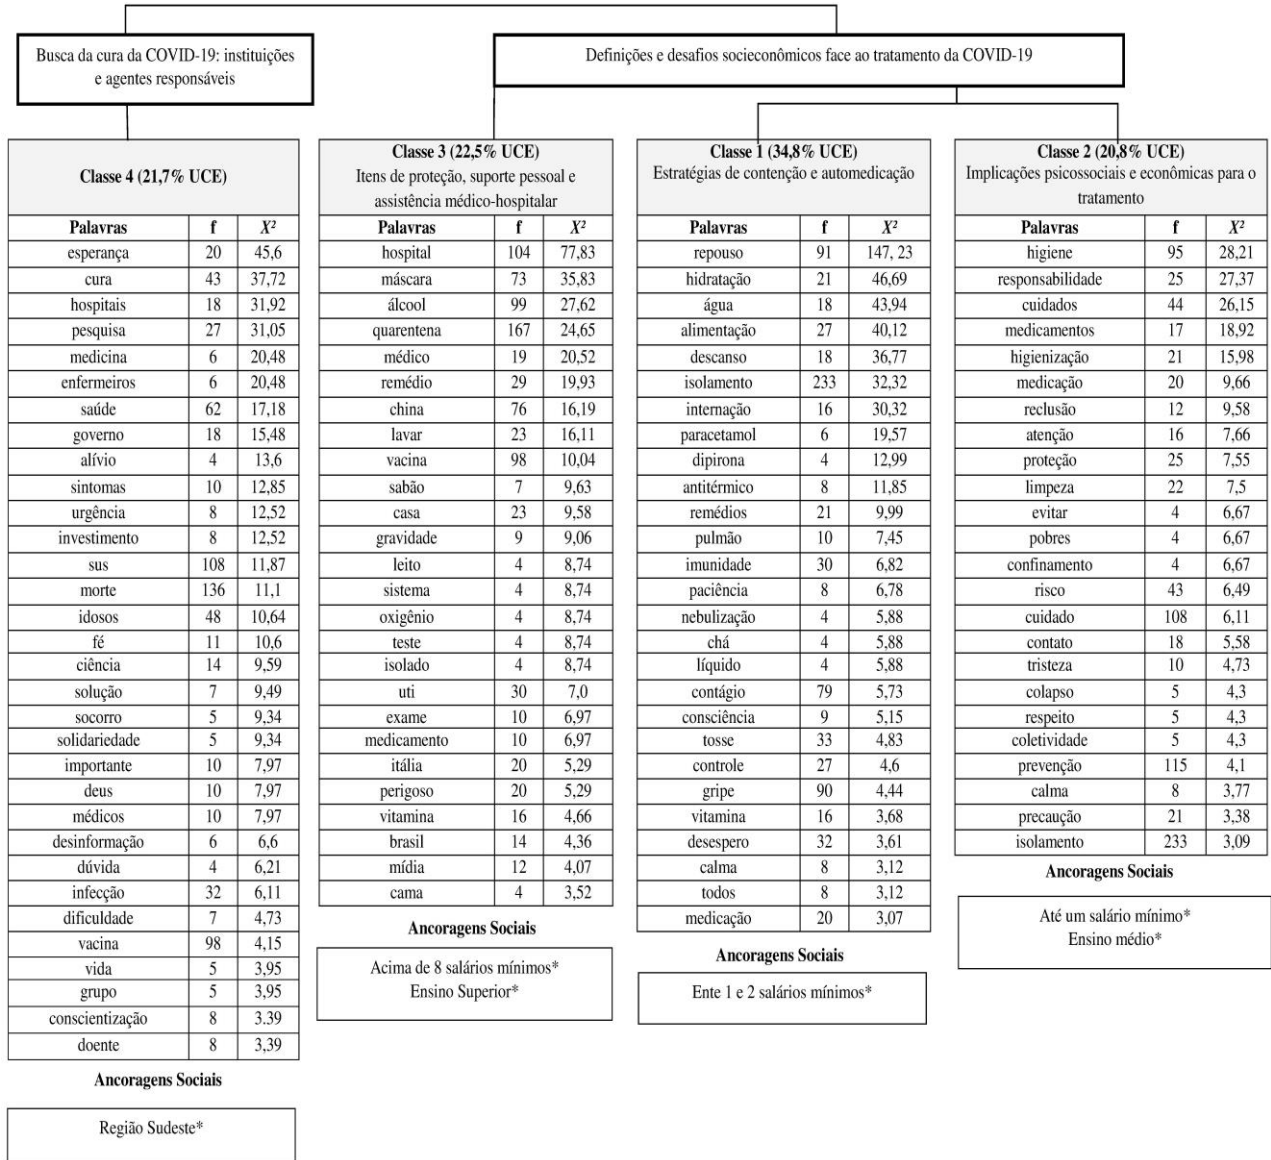 Busca da cura da COVID-19: instituições
e agentes responsáveis
Definições e desafios socieconômicos face ao tratamento da COVID-19
Classe 4 (21,7% UCE)
Palavras f X²
esperança 20 45,6
cura 43 37,72
hospitais 18 31,92
pesquisa 27 31,05
medicina 6 20,48
enfermeiros 6 20,48
saúde 62 17,18
governo 18 15,48
alívio 4 13,6
sintomas 10 12,85
urgência 8 12,52
investimento 8 12,52
sus 108 11,87
morte 136 11,1
idosos 48 10,64
fé 11 10,6
ciência 14 9,59
solução 7 9,49
socorro 5 9,34
solidariedade 5 9,34
importante 10 7,97
deus 10 7,97
médicos 10 7,97
desinformação 6 6,6
dúvida 4 6,21
infecção 32 6,11
dificuldade 7 4,73
vacina 98 4,15
vida 5 3,95
grupo 5 3,95
conscientização 8 3.39
doente 8 3,39
Ancoragens Sociais
Região Sudeste*
Classe 3 (22,5% UCE)
Itens de proteção, suporte pessoal e
assistência médico-hospitalar
Palavras f X²
hospital 104 77,83
máscara 73 35,83
álcool 99 27,62
quarentena 167 24,65
médico 19 20,52
remédio 29 19,93
china 76 16,19
lavar 23 16,11
vacina 98 10,04
sabão 7 9,63
casa 23 9,58
gravidade 9 9,06
leito 4 8,74
sistema 4 8,74
oxigênio 4 8,74
teste 4 8,74
isolado 4 8,74
uti 30 7,0
exame 10 6,97
medicamento 10 6,97
itália 20 5,29
perigoso 20 5,29
vitamina 16 4,66
brasil 14 4,36
mídia 12 4,07
cama 4 3,52
Ancoragens Sociais
Acima de 8 salários mínimos*
Ensino Superior*
Classe 1 (34,8% UCE)
Estratégias de contenção e automedicação
Palavras f X²
repouso 91 147, 23
hidratação 21 46,69
água 18 43,94
alimentação 27 40,12
descanso 18 36,77
isolamento 233 32,32
internação 16 30,32
paracetamol 6 19,57
dipirona 4 12,99
antitérmico 8 11,85
remédios 21 9,99
pulmão 10 7,45
imunidade 30 6,82
paciência 8 6,78
nebulização 4 5,88
chá 4 5,88
líquido 4 5,88
contágio 79 5,73
consciência 9 5,15
tosse 33 4,83
controle 27 4,6
gripe 90 4,44
vitamina 16 3,68
desespero 32 3,61
calma 8 3,12
todos 8 3,12
medicação 20 3,07
Ancoragens Sociais
Ente 1 e 2 salários mínimos*
Classe 2 (20,8% UCE)
Implicações psicossociais e econômicas para o
tratamento
Palavras f X²
higiene 95 28,21
responsabilidade 25 27,37
cuidados 44 26,15
medicamentos 17 18,92
higienização 21 15,98
medicação 20 9,66
reclusão 12 9,58
atenção 16 7,66
proteção 25 7,55
limpeza 22 7,5
evitar 4 6,67
pobres 4 6,67
confinamento 4 6,67
risco 43 6,49
cuidado 108 6,11
contato 18 5,58
tristeza 10 4,73
colapso 5 4,3
respeito 5 4,3
coletividade 5 4,3
prevenção 115 4,1
calma 8 3,77
precaução 21 3,38
isolamento 233 3,09
Ancoragens Sociais
Até um salário mínimo*
Ensino médio*